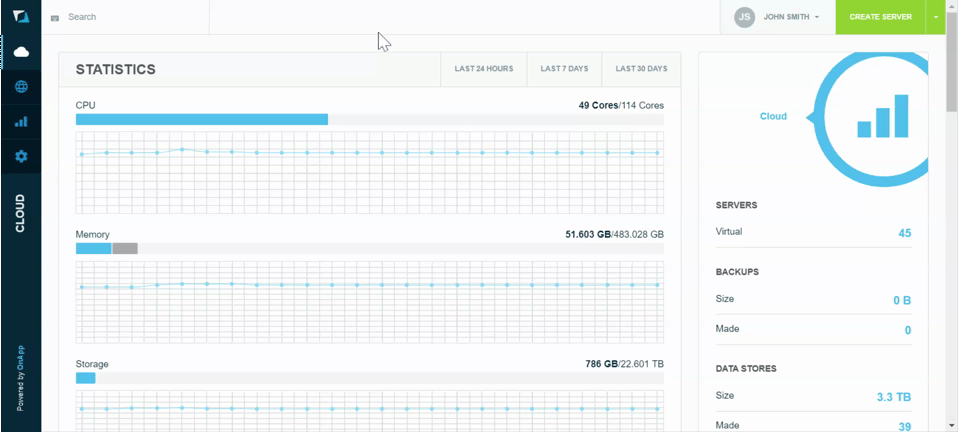 Search
JS
JOHN SMITH
CREATE SERVER
STATISTICS
LAST 24 HOURS
LAST 7 DAYS
LAST 30 DAYS
CPU
49 Cores/114 Cores
Memory
51.603 GB/483.028 GB
Storage
786 GB/22.601 TB
Cloud
SERVERS
Virtual 45
BACKUPS
Size 0 B
Made 0
DATA STORES
Size 3.3 TB
Made 39
CLOUD
Powered by OnApp